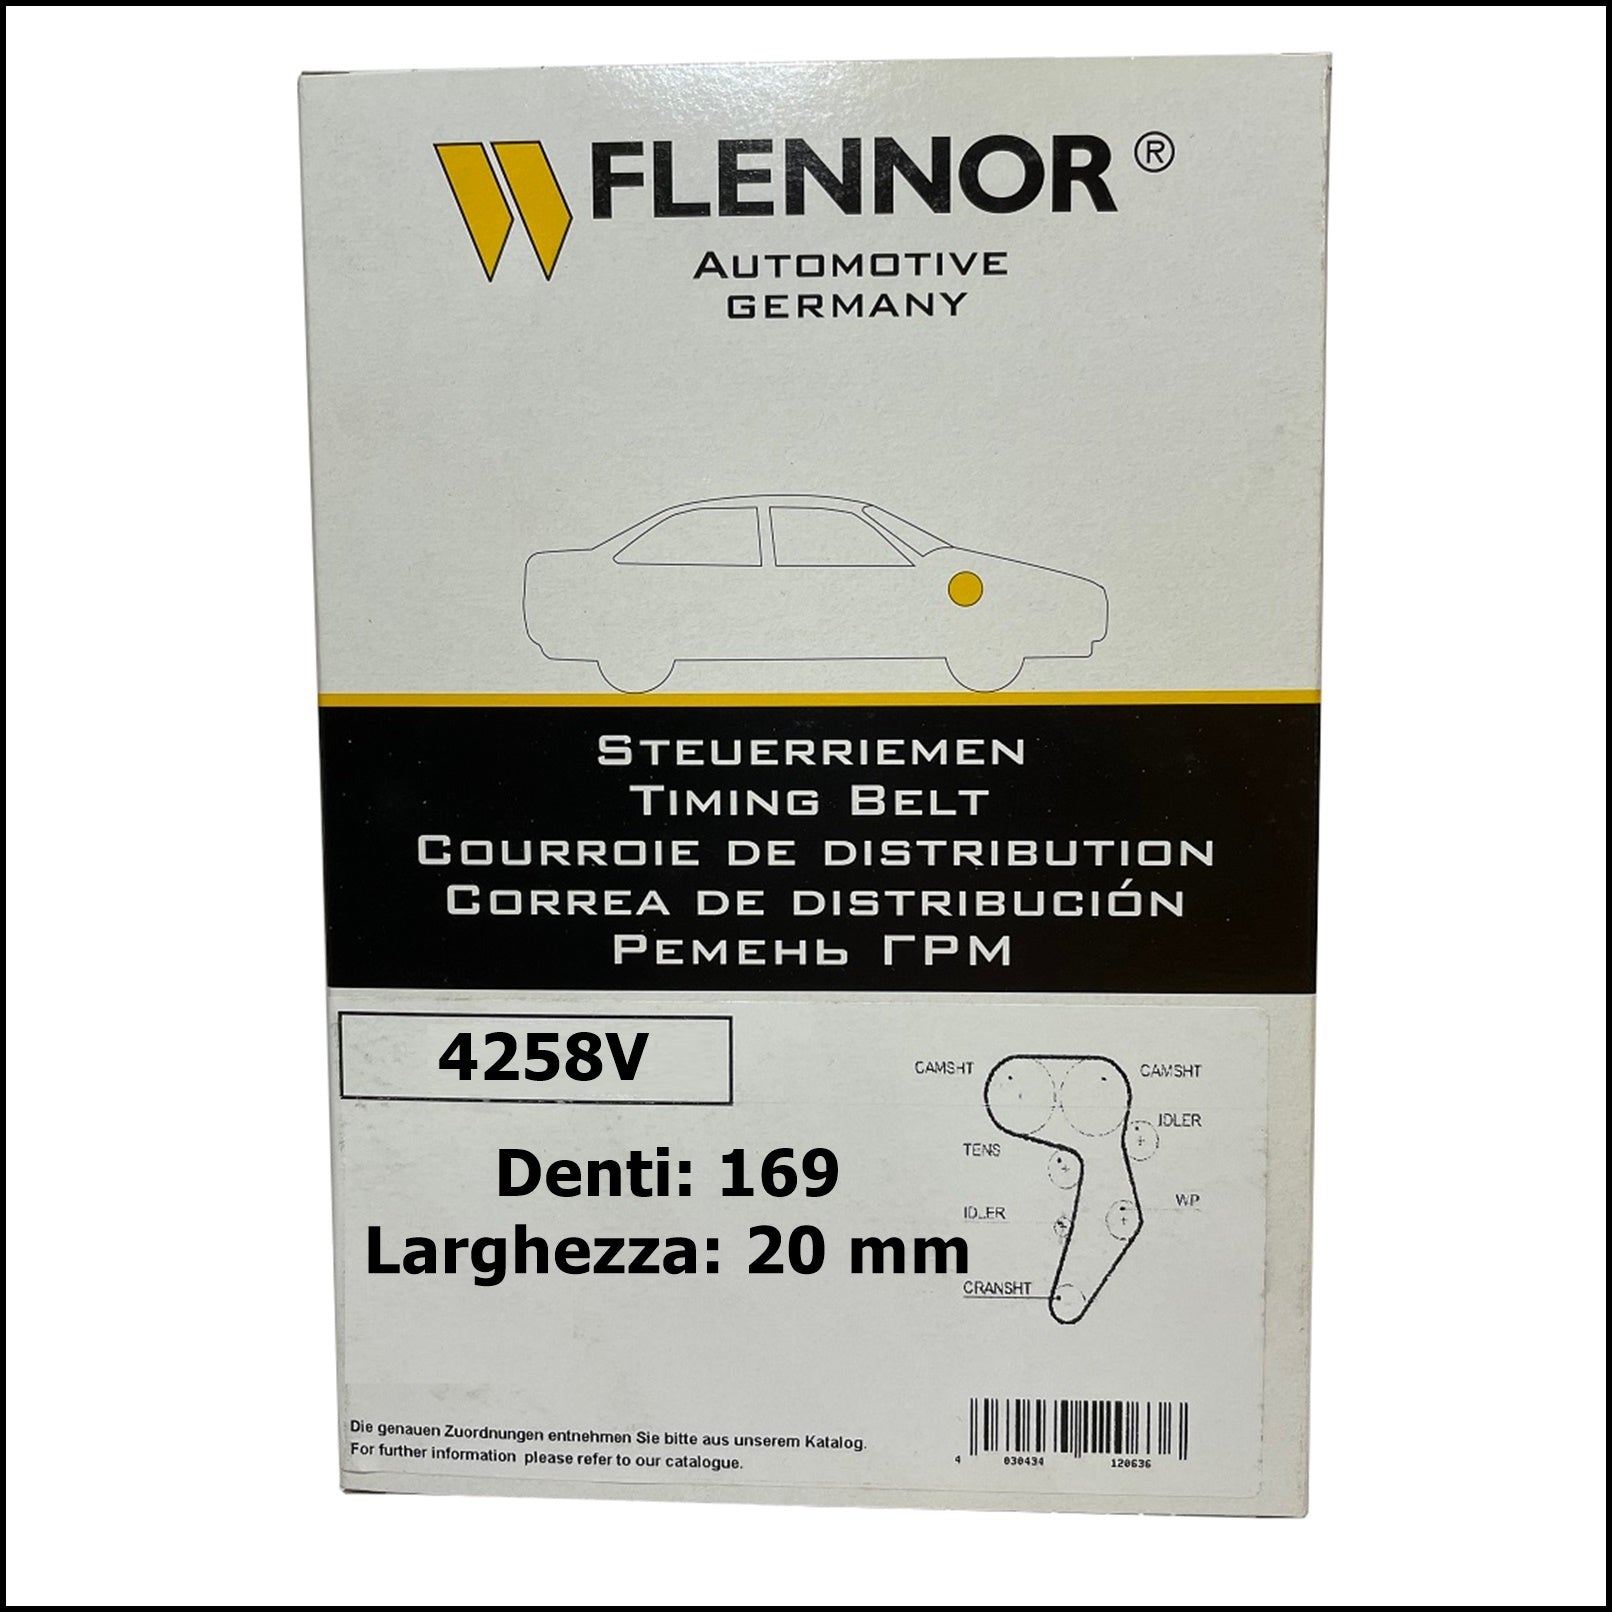 FLENNOR®
AUTOMOTIVE
GERMANY
STEUERRIEMEN
TIMING BELT
COURROIE DE DISTRIBUTION
CORREA DE DISTRIBUCIÓN
РЕМЕНЬ ГРМ
4258V
CAMSHT
CAMSHT
IDLER
TENS
WP
IDLER
CRANSHT
Denti: 169
Larghezza: 20 mm
Die genauen Zuordnungen entnehmen Sie bitte aus unserem Katalog.
For further information please refer to our catalogue.
4 030434 120636